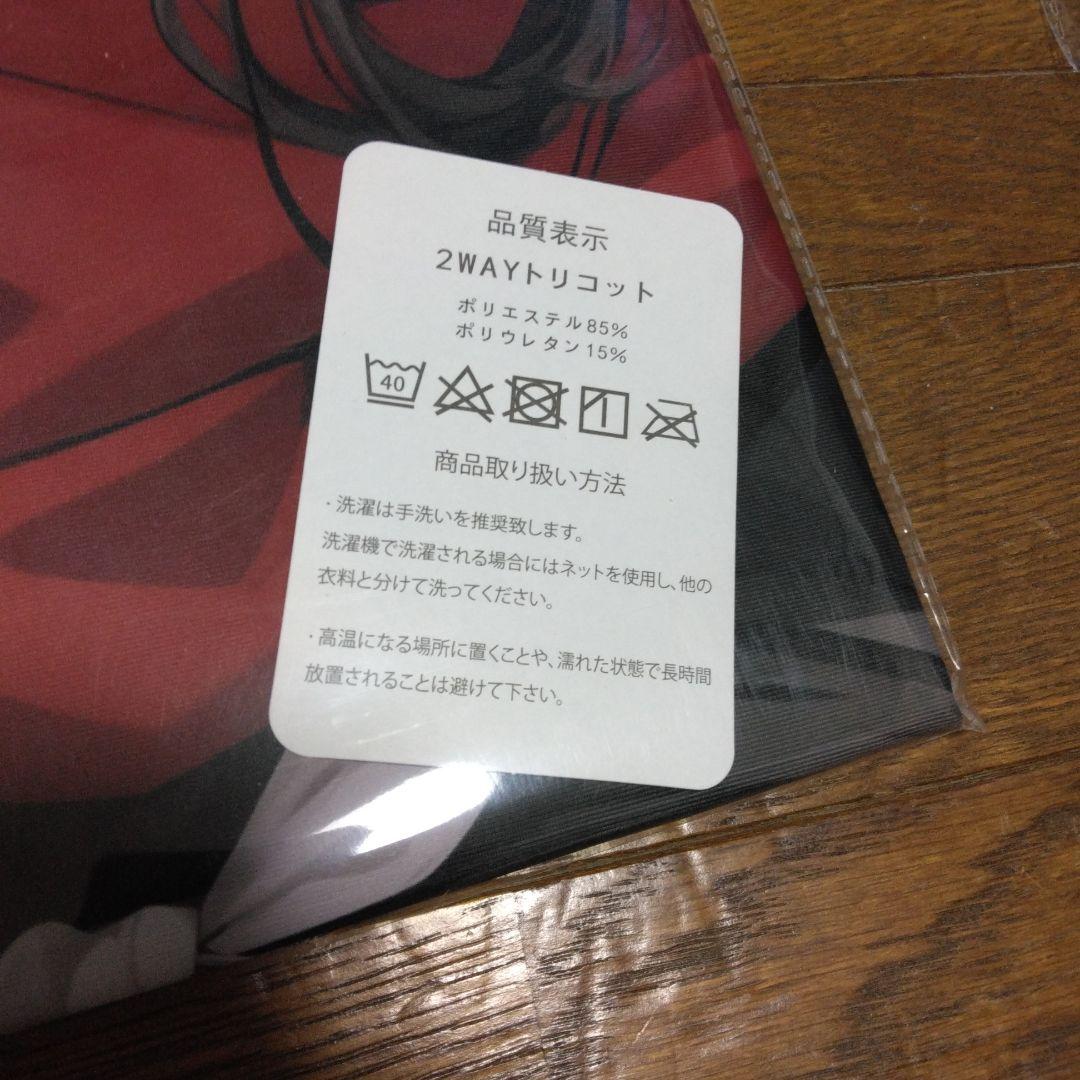 品質表示
2WAYトリコット
ポリエステル85%
ポリウレタン15%
40
商品取り扱い方法
・洗濯は手洗いを推奨致します。
洗濯機で洗濯される場合にはネットを使用し、他の
衣料と分けて洗ってください。
・高温になる場所に置くことや、濡れた状態で長時間
放置されることは避けて下さい。